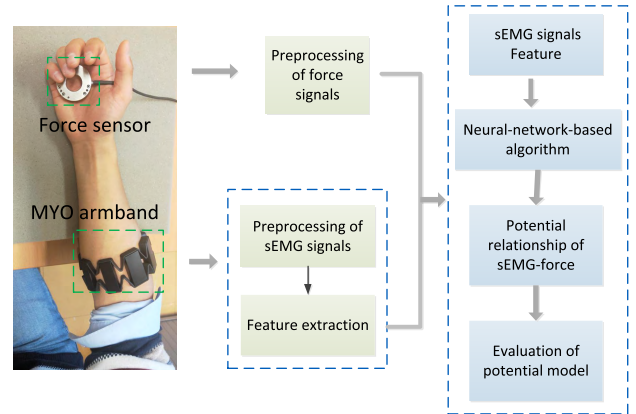 Force sensor
MYO armband
Preprocessing
of force
signals
Preprocessing of
sEMG signals
Feature extraction
sEMG signals
Feature
Neural-network-based
algorithm
Potential
relationship of
sEMG-force
Evaluation of
potential model